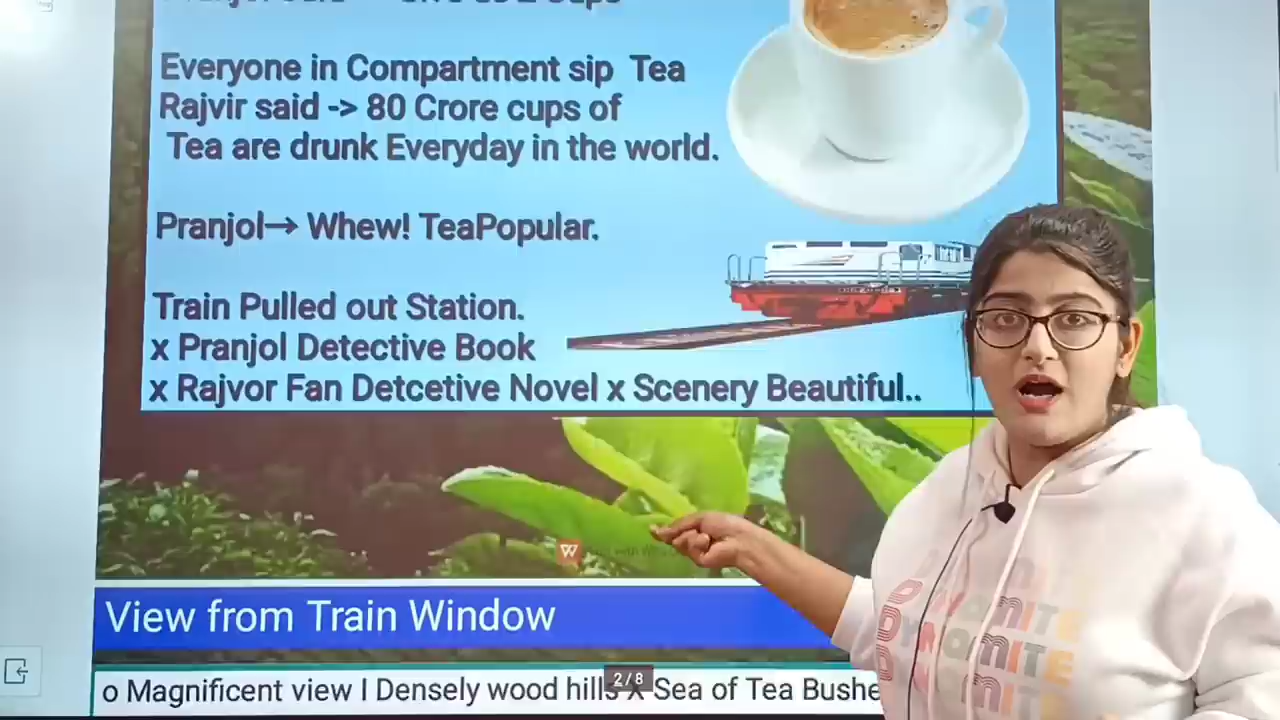 Everyone in Compartment sip Tea
Rajvir said -> 80 Crore cups of
Tea are drunk Everyday in the world.
Pranjol→ Whew! TeaPopular.
Train Pulled out Station.
x Pranjol Detective Book
x Rajvor Fan Detcetive Novel x Scenery Beautiful..
W
View from Train Window
2/8
o Magnificent view I Densely wood hills x Sea of Tea Bushe
DYNAMITE